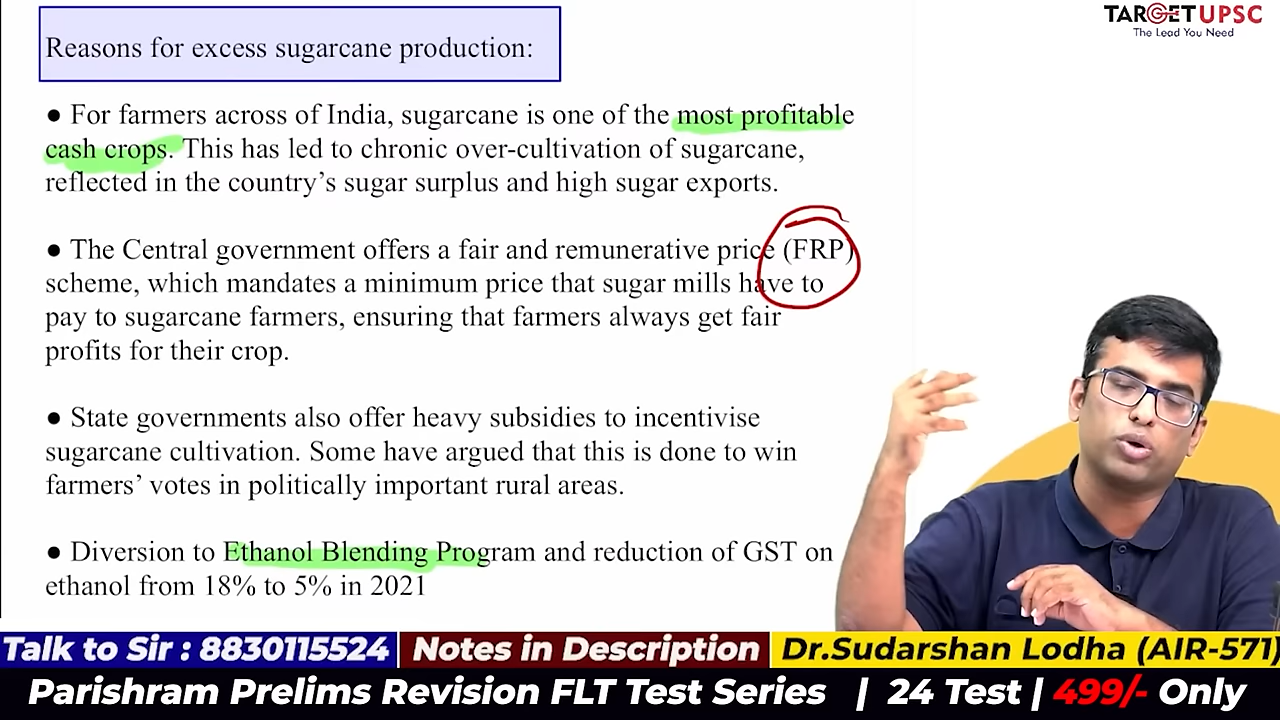 TARGET UPSC
The Lead You Need
Reasons for excess sugarcane production:
● For farmers across of India, sugarcane is one of the most profitable
cash crops. This has led to chronic over-cultivation of sugarcane,
reflected in the country’s sugar surplus and high sugar exports.
● The Central government offers a fair and remunerative price (FRP)
scheme, which mandates a minimum price that sugar mills have to
pay to sugarcane farmers, ensuring that farmers always get fair
profits for their crop.
● State governments also offer heavy subsidies to incentivise
sugarcane cultivation. Some have argued that this is done to win
farmers’ votes in politically important rural areas.
● Diversion to Ethanol Blending Program and reduction of GST on
ethanol from 18% to 5% in 2021
Talk to Sir : 8830115524 Notes in Description Dr.Sudarshan Lodha (AIR-571)
Parishram Prelims Revision FLT Test Series | 24 Test | 499/- Only